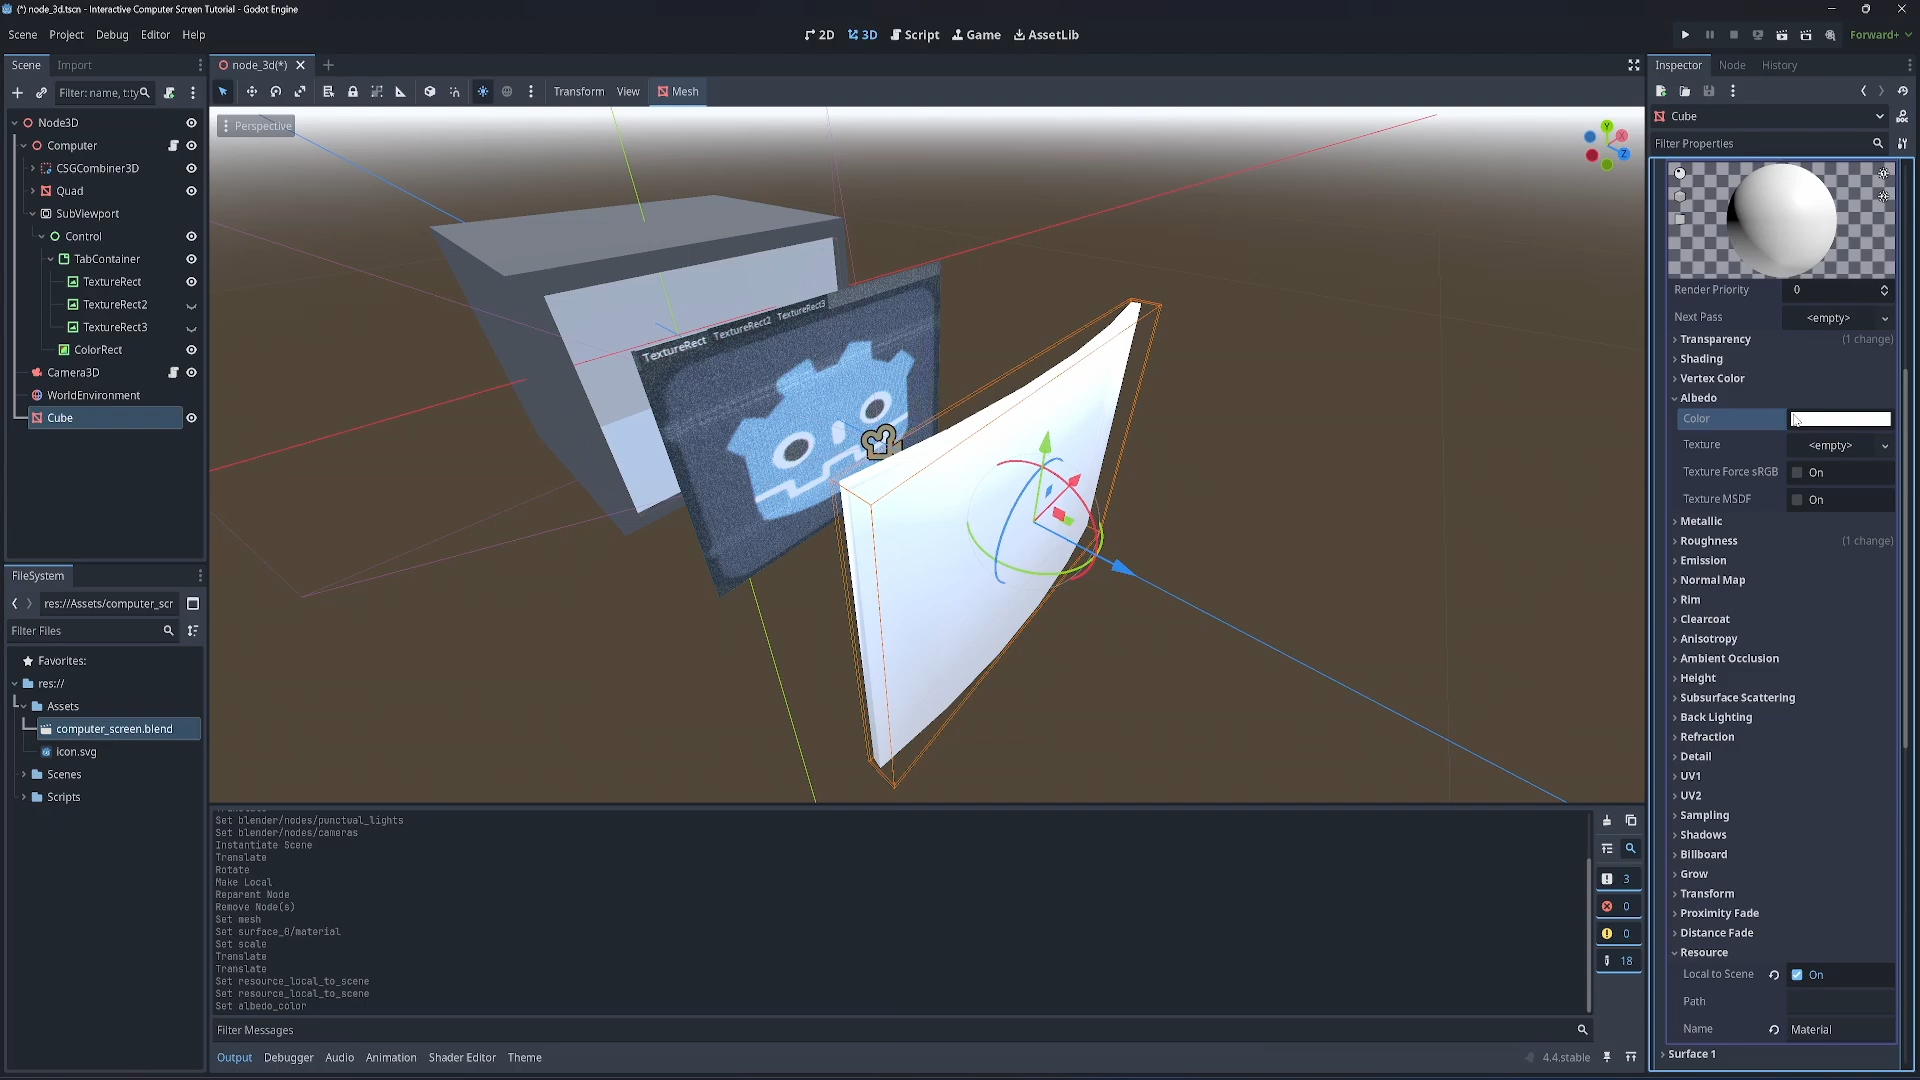 (*) node_3d.tscn - Interactive Computer Screen Tutorial - Godot Engine
Scene Project Debug Editor Help
2D 3D Script Game AssetLib
Forward+
Scene Import
node_3d(*)
Inspector Node History
Filter: name, t:ty
Transform View Mesh
Perspective
Y
X
Z
Node3D
Computer
CSGCombiner3D
Quad
SubViewport
Control
TabContainer
TextureRect
TextureRect2
TextureRect3
ColorRect
Camera3D
WorldEnvironment
Cube
TextureRect TextureRect2 TextureRect3
Cube
Filter Properties
Render Priority 0
Next Pass <empty>
Transparency (1 change)
Shading
Vertex Color
Albedo
Color
Texture <empty>
Texture Force sRGB On
Texture MSDF On
Metallic
Roughness (1 change)
Emission
Normal Map
Rim
Clearcoat
Anisotropy
Ambient Occlusion
Height
Subsurface Scattering
Back Lighting
Refraction
Detail
UV1
UV2
Sampling
Shadows
Billboard
Grow
Transform
Proximity Fade
Distance Fade
Resource
Local to Scene On
Path
Name Material
Surface 1
FileSystem
res://Assets/computer_scr
Filter Files
Favorites:
res://
Assets
computer_screen.blend
icon.svg
Scenes
Scripts
Set blender/nodes/punctual_lights
Set blender/nodes/cameras
Instantiate Scene
Translate
Rotate
Make Local
Reparent Node
Remove Node(s)
Set mesh
Set surface_0/material
Set scale
Translate
Translate
Set resource_local_to_scene
Set resource_local_to_scene
Set albedo_color
3
0
0
18
Filter Messages
Output Debugger Audio Animation Shader Editor Theme
4.4.stable